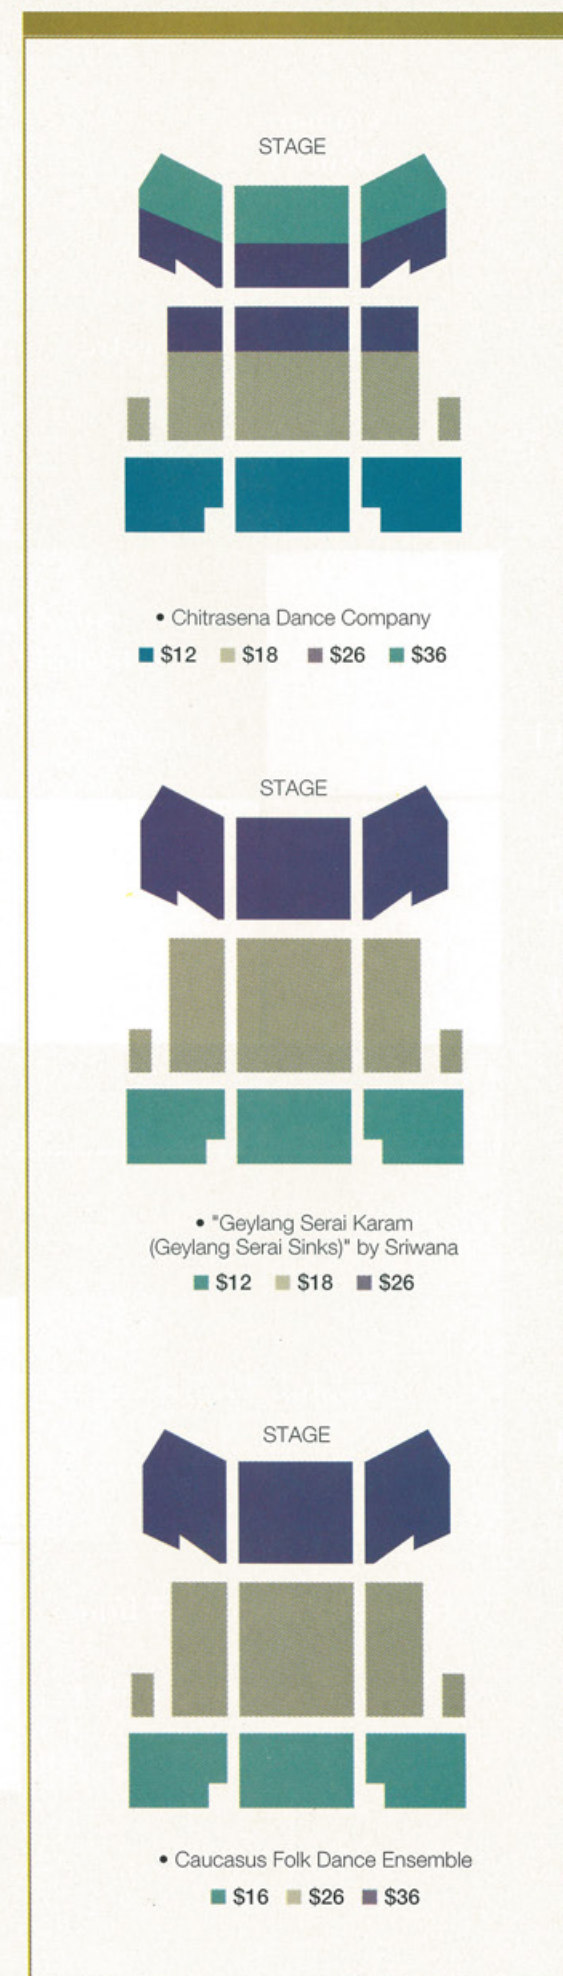 STAGE
• Chitrasena Dance Company
$12 $18 $26 $36
STAGE
• "Geylang Serai Karam
(Geylang Serai Sinks)" by Sriwana
$12 $18 $26
STAGE
• Caucasus Folk Dance Ensemble
$16 $26 $36